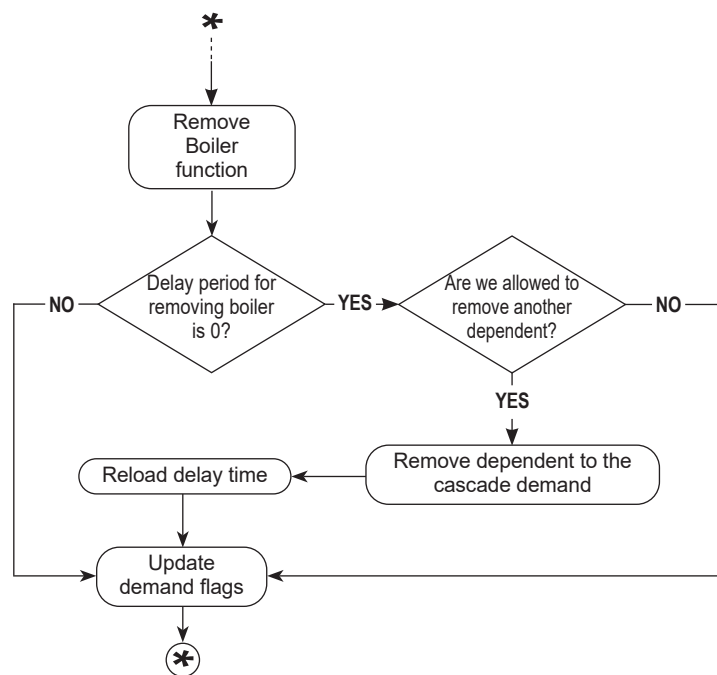 *
Remove
Boiler
function
Delay period for
removing boiler
is 0?
NO
YES
Are we allowed to
remove another
dependent?
NO
YES
Remove dependent to the
cascade demand
Reload delay time
Update
demand flags
*